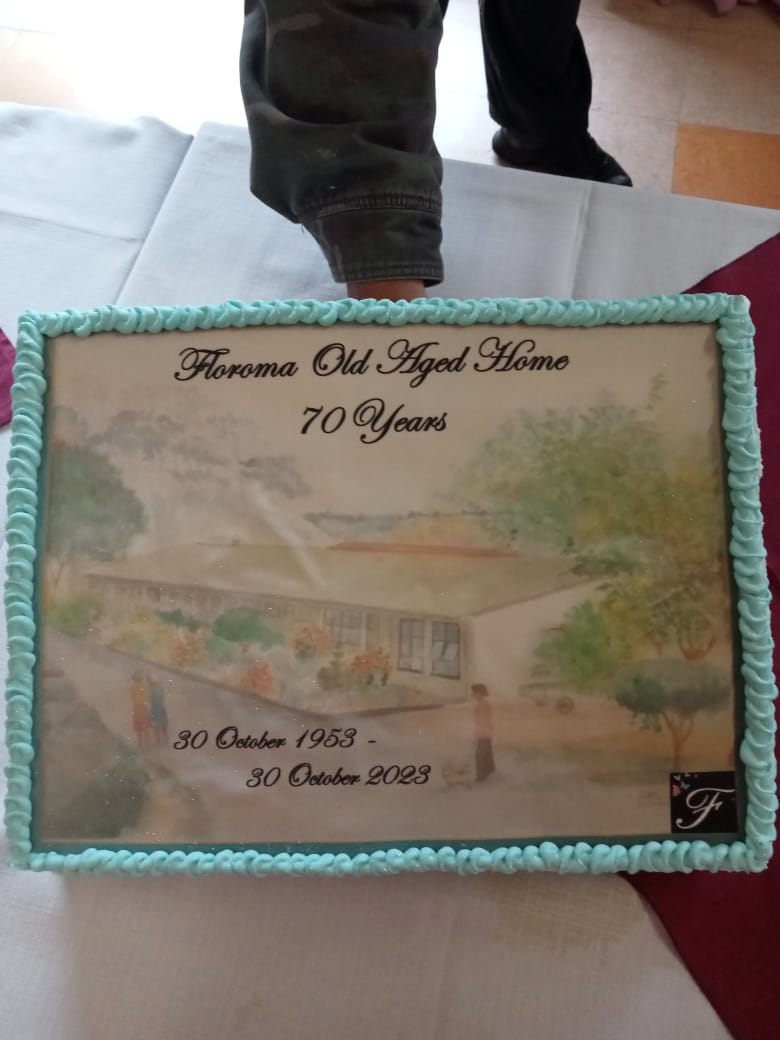 Floroma Old Aged Home
70 Years
30 October 1953 -
30 October 2023
F